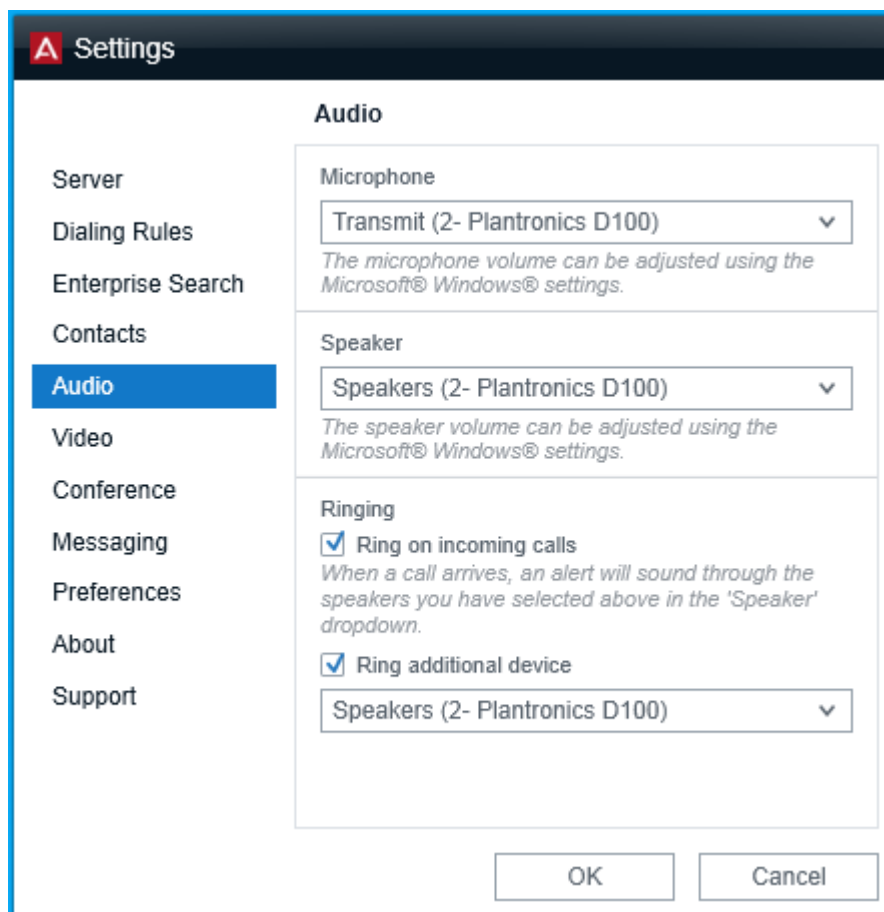 Settings
Audio
Server
Dialing Rules
Enterprise Search
Contacts
Audio
Video
Conference
Messaging
Preferences
About
Support
Microphone
Transmit (2- Plantronics D100)
The microphone volume can be adjusted using the
Microsoft® Windows® settings.
Speaker
Speakers (2- Plantronics D100)
The speaker volume can be adjusted using the
Microsoft® Windows® settings.
Ringing
Ring on incoming calls
When a call arrives, an alert will sound through the
speakers you have selected above in the 'Speaker'
dropdown.
Ring additional device
Speakers (2- Plantronics D100)
OK
Cancel